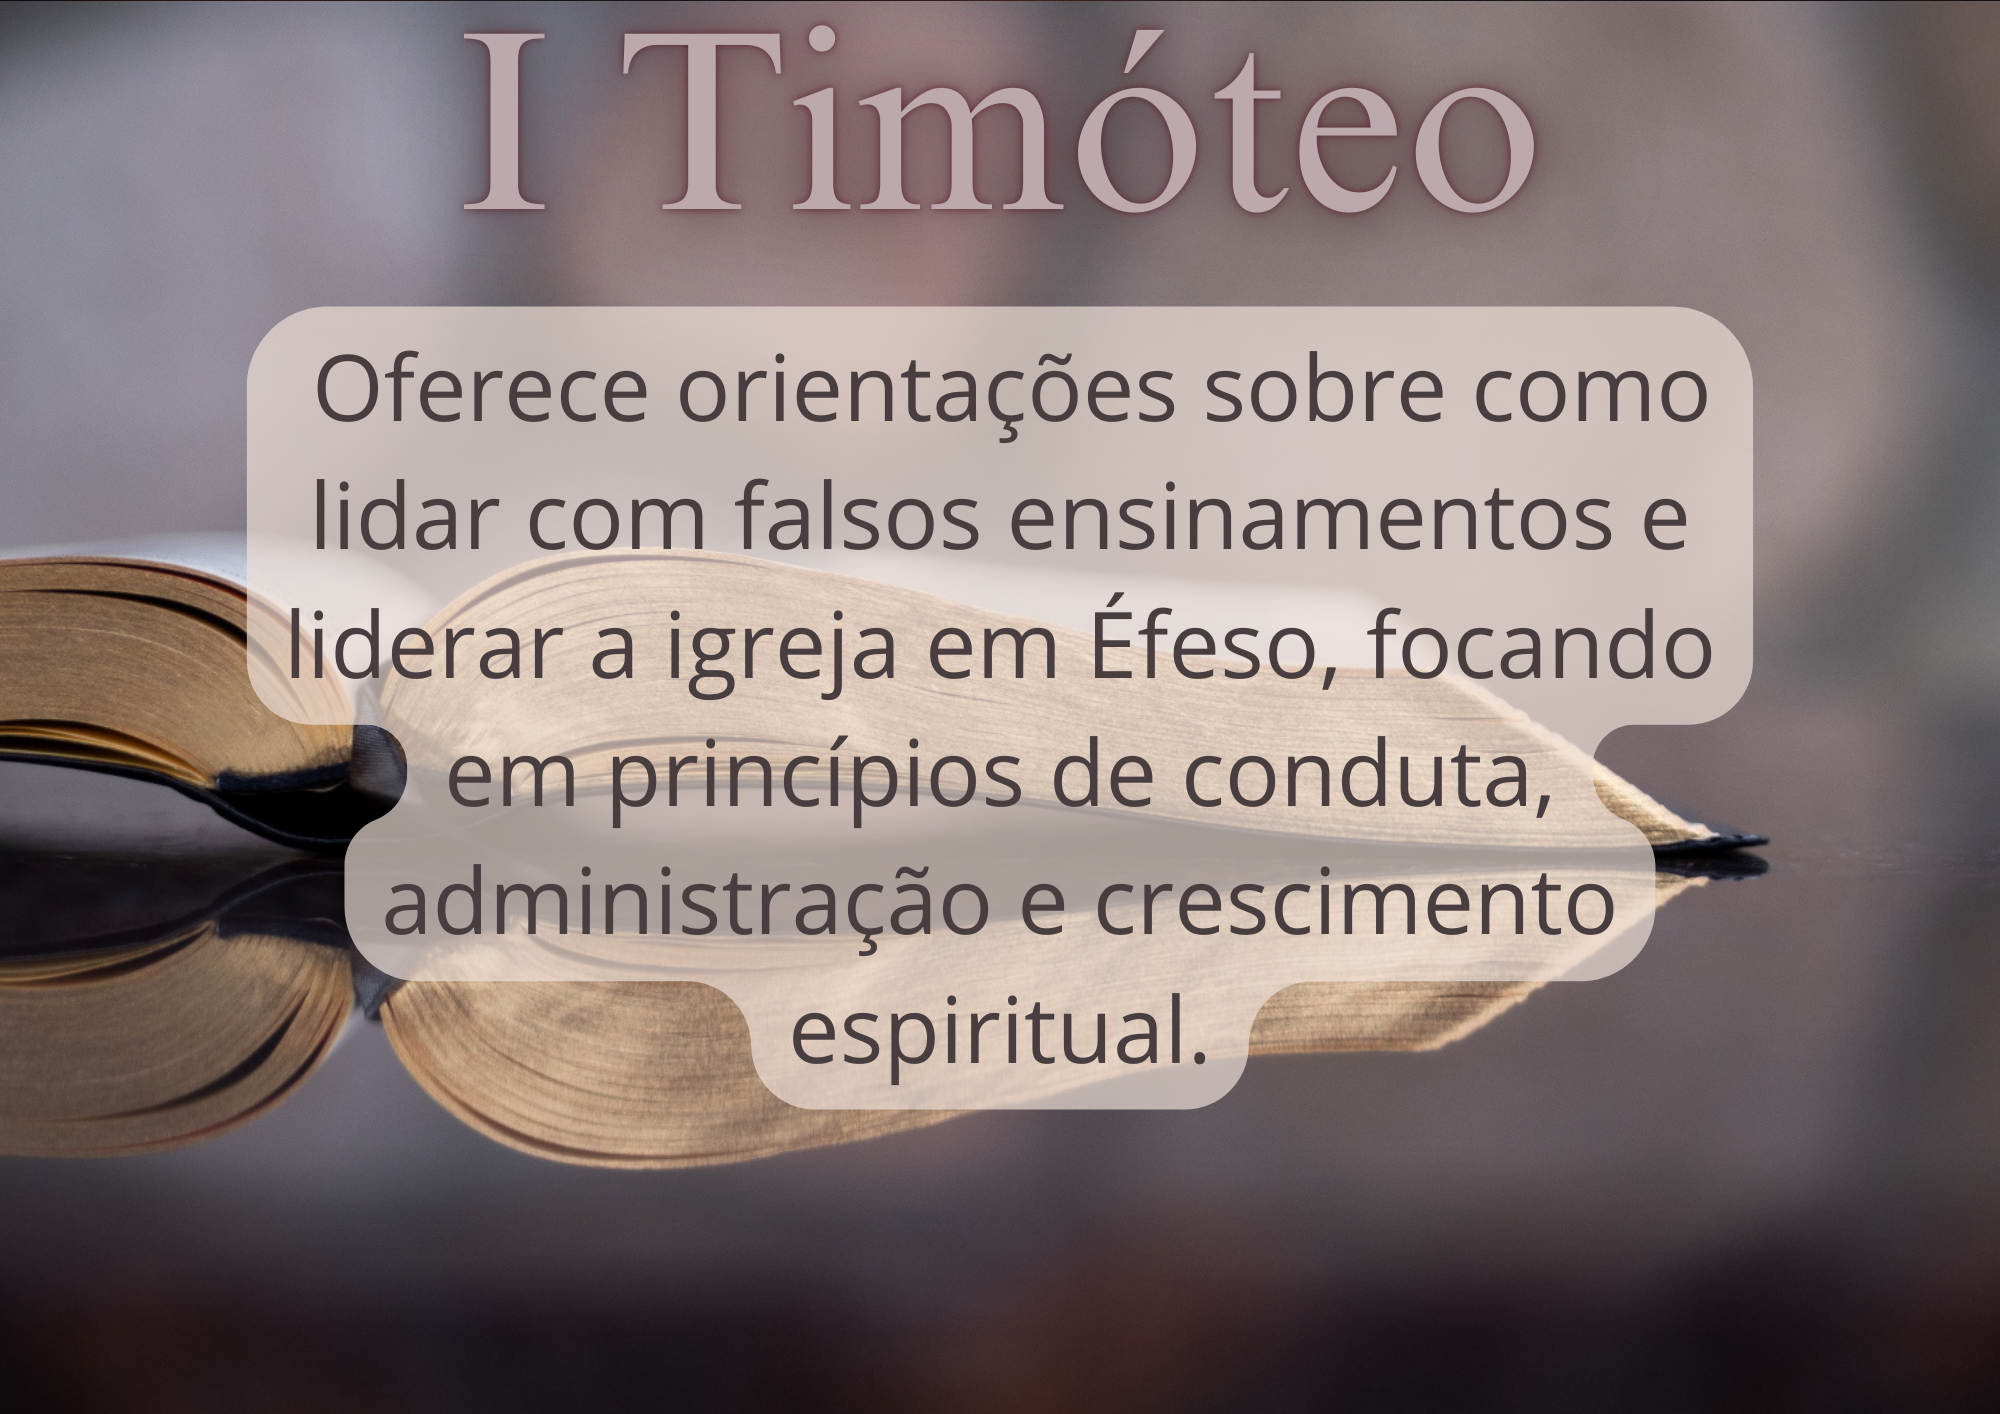 I Timóteo
Oferece orientações sobre como
lidar com falsos ensinamentos e
liderar a igreja em Éfeso, focando
em princípios de conduta,
administração e crescimento
espiritual.